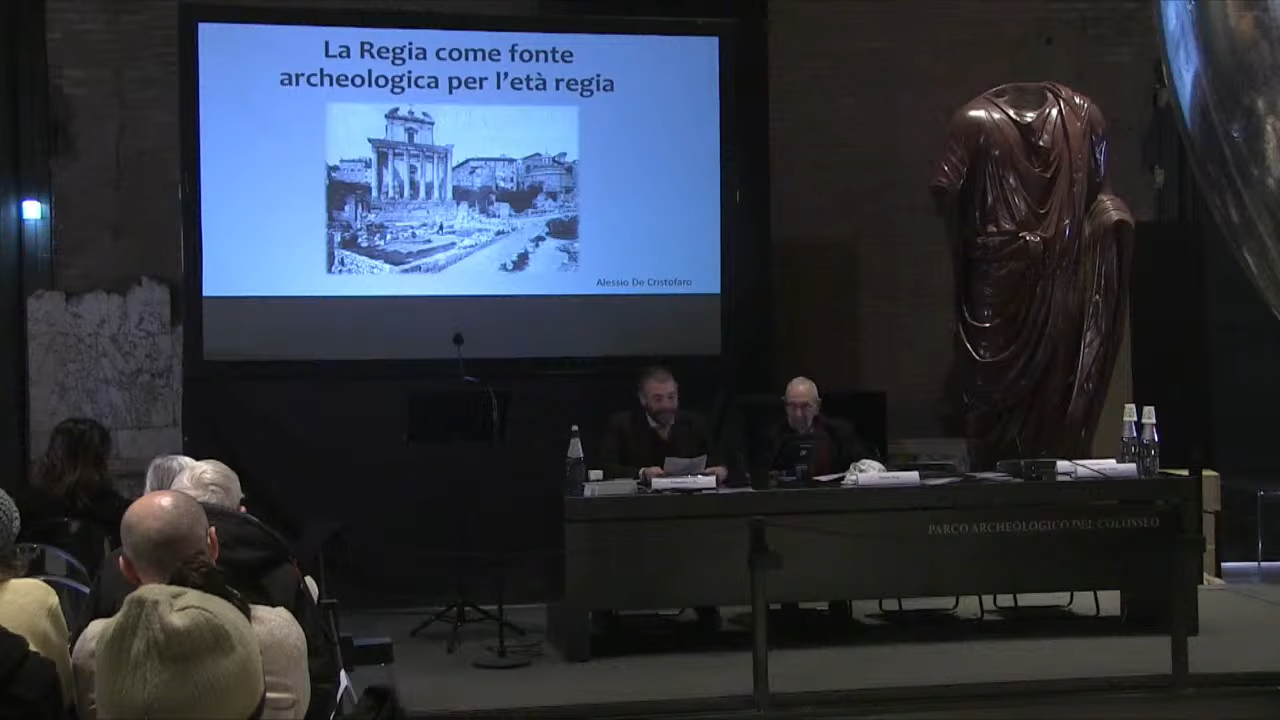 La Regia come fonte
archeologica per l'età regia
Alessio De Cristofaro
PARCO ARCHEOLOGICO DEL COLOSSEO